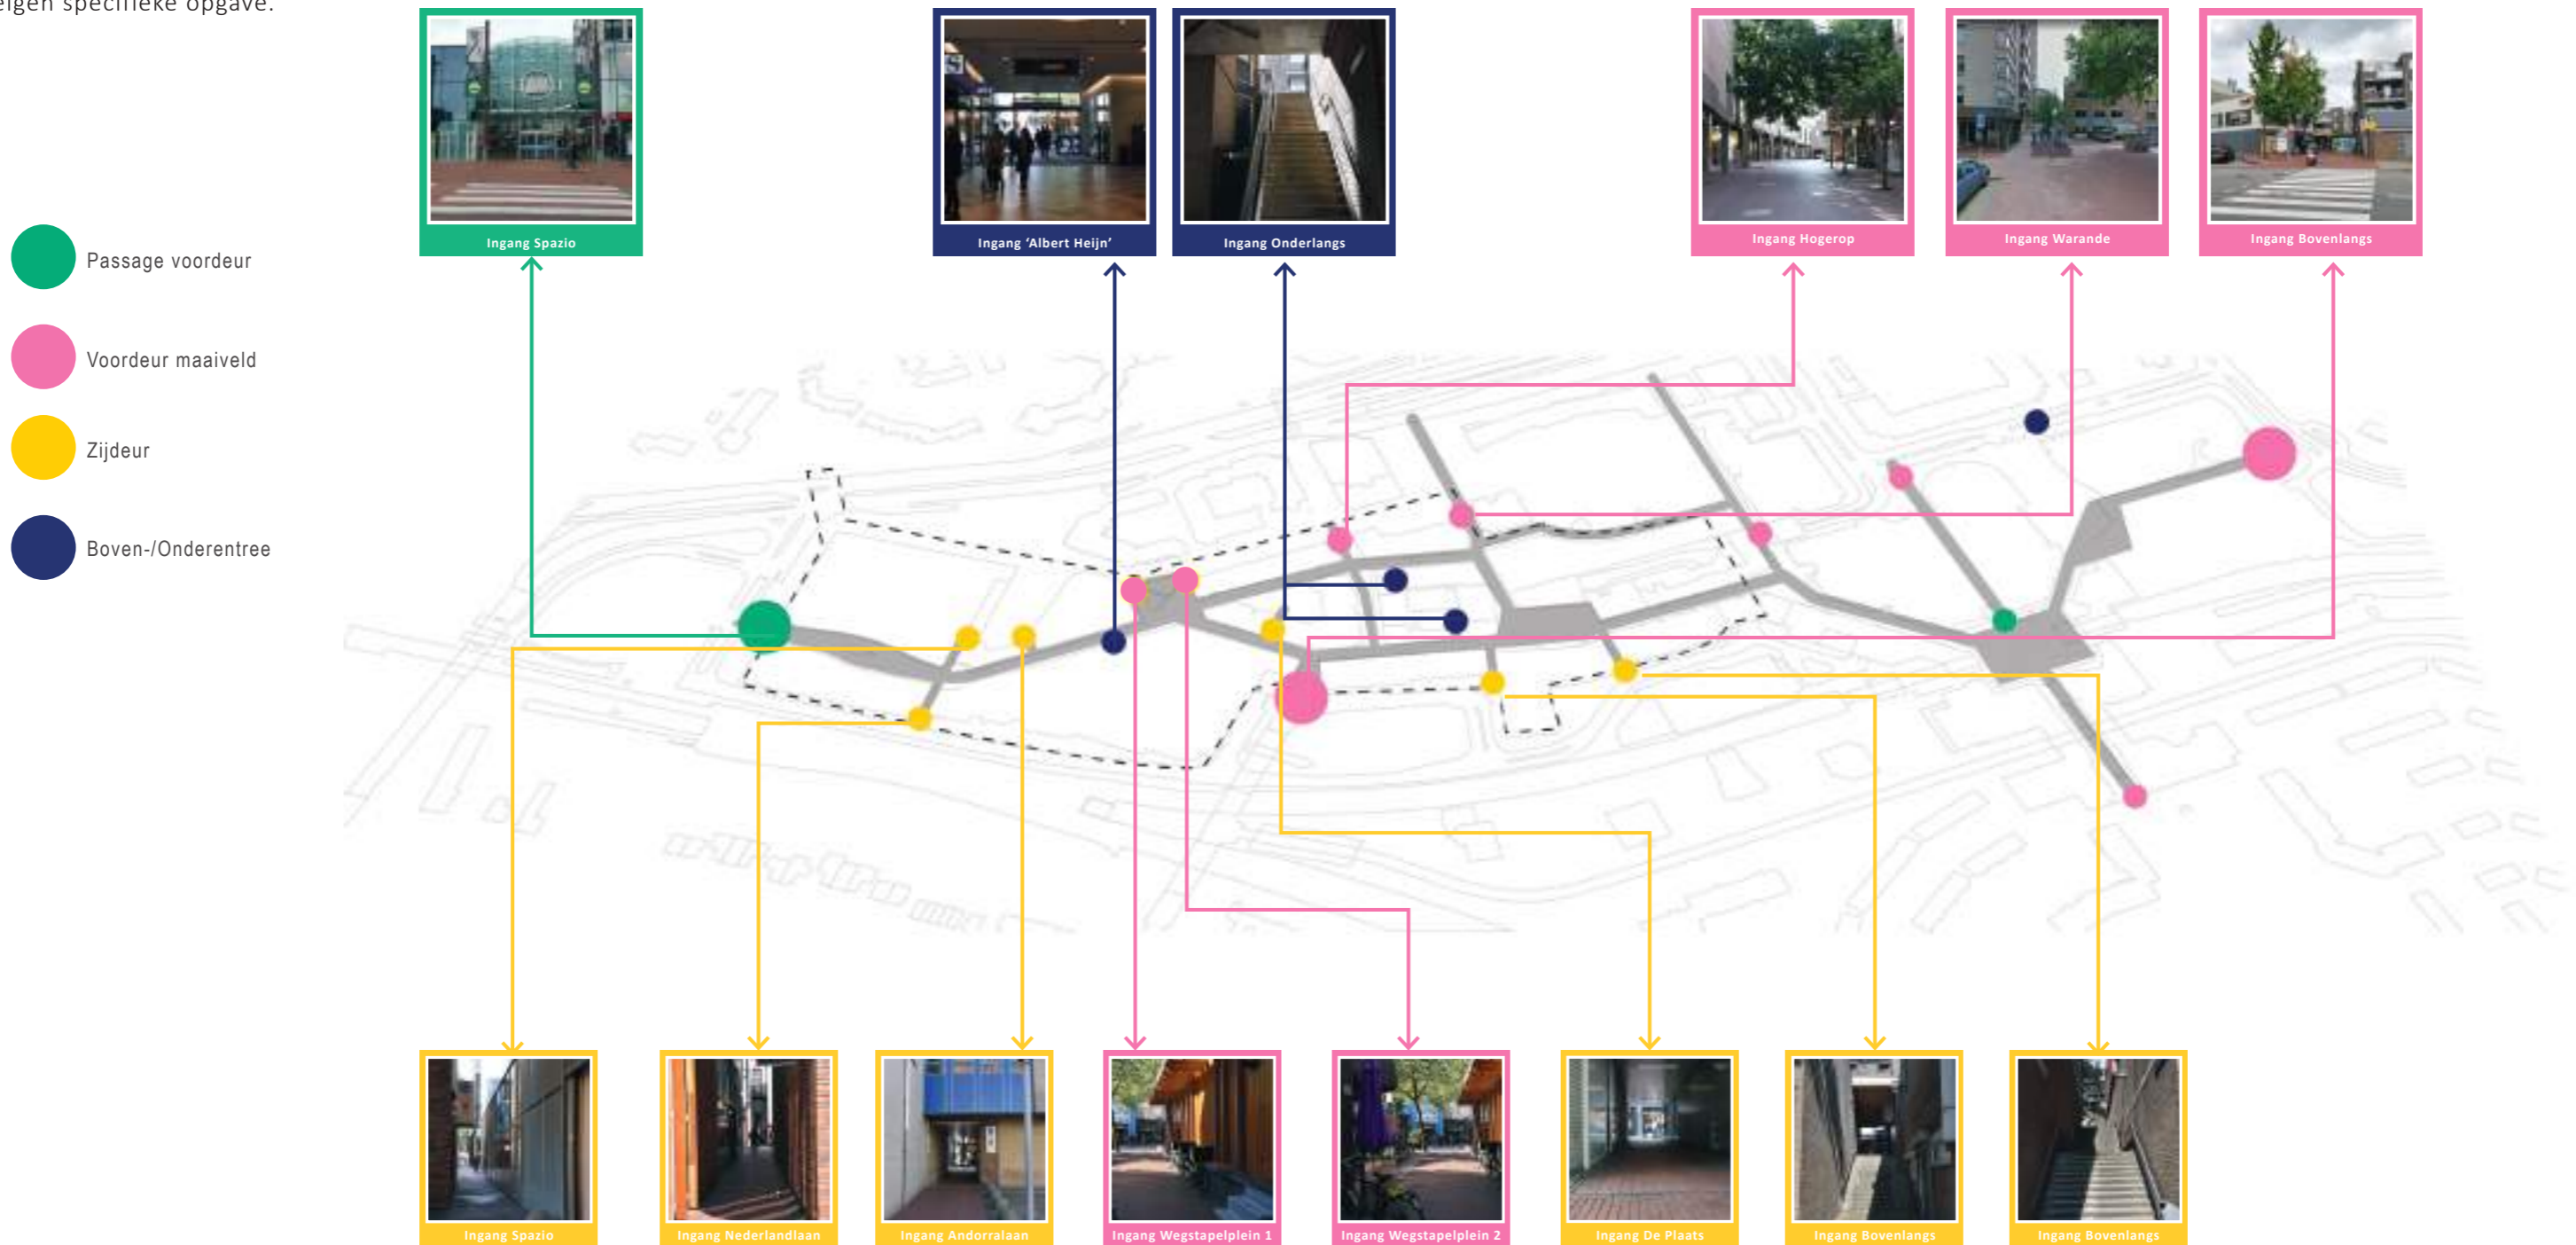 eigen specifieke opgave.
Ingang Spazio
Ingang ‘Albert Heijn’
Ingang Onderlangs
Ingang Hogerop
Ingang Warande
Ingang Bovenlangs
Passage voordeur
Voordeur maaiveld
Zijdeur
Boven-/Onderentree
Ingang Spazio
Ingang Nederlandlaan
Ingang Andorralaan
Ingang Wegstapelplein 1
Ingang Wegstapelplein 2
Ingang De Plaats
Ingang Bovenlangs
Ingang Bovenlangs